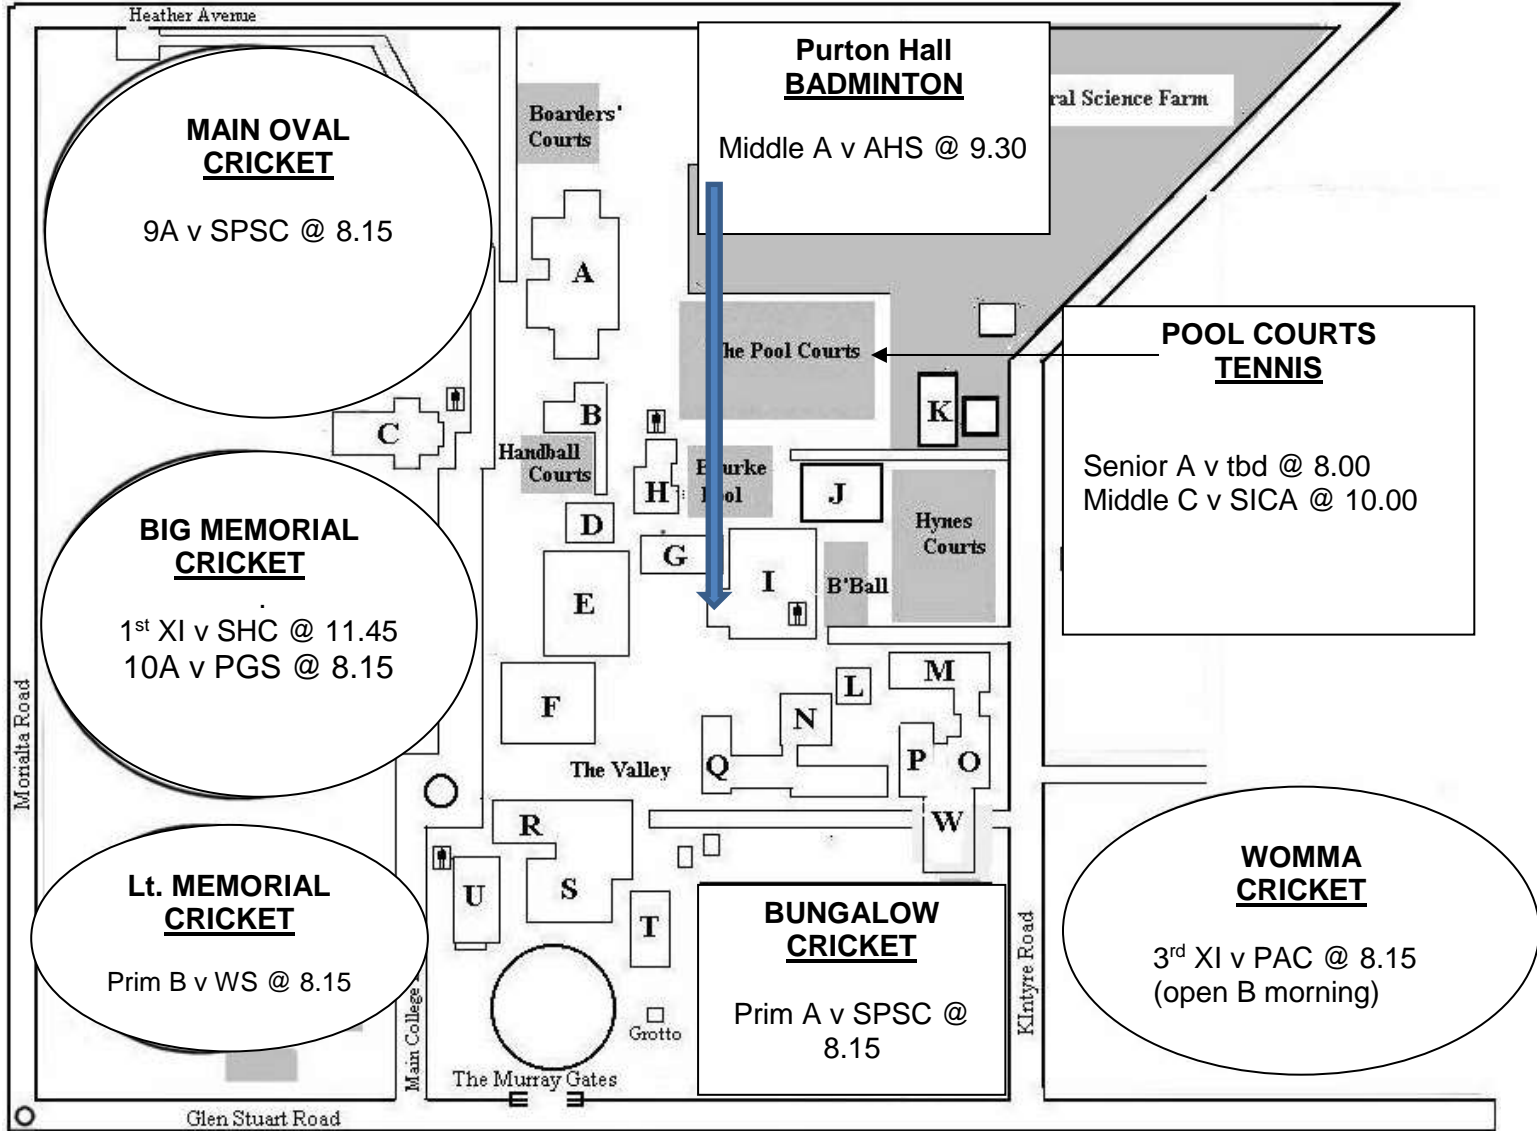 Heather Avenue
MAIN OVAL
CRICKET
9A v SPSC @ 8.15
Boarders'
Courts
Purton Hall
BADMINTON
Middle A v AHS @ 9.30
ral Science Farm
A
he Pool Courts
POOL COURTS
TENNIS
Senior A v tbd @ 8.00
Middle C v SICA @ 10.00
B
C
K
Handball
Courts
H
B urke
ool
J
Hynes
Courts
D
G
I
B'Ball
E
BIG MEMORIAL
CRICKET
.
1st XI v SHC @ 11.45
10A v PGS @ 8.15
F
L
M
N
Q
P
O
The Valley
Morialta Road
R
W
U
S
T
Lt. MEMORIAL
CRICKET
Prim B v WS @ 8.15
Main College
Grotto
BUNGALOW
CRICKET
Prim A v SPSC @
8.15
KIntyre Road
WOMMA
CRICKET
3rd XI v PAC @ 8.15
(open B morning)
The Murray Gates
Glen Stuart Road